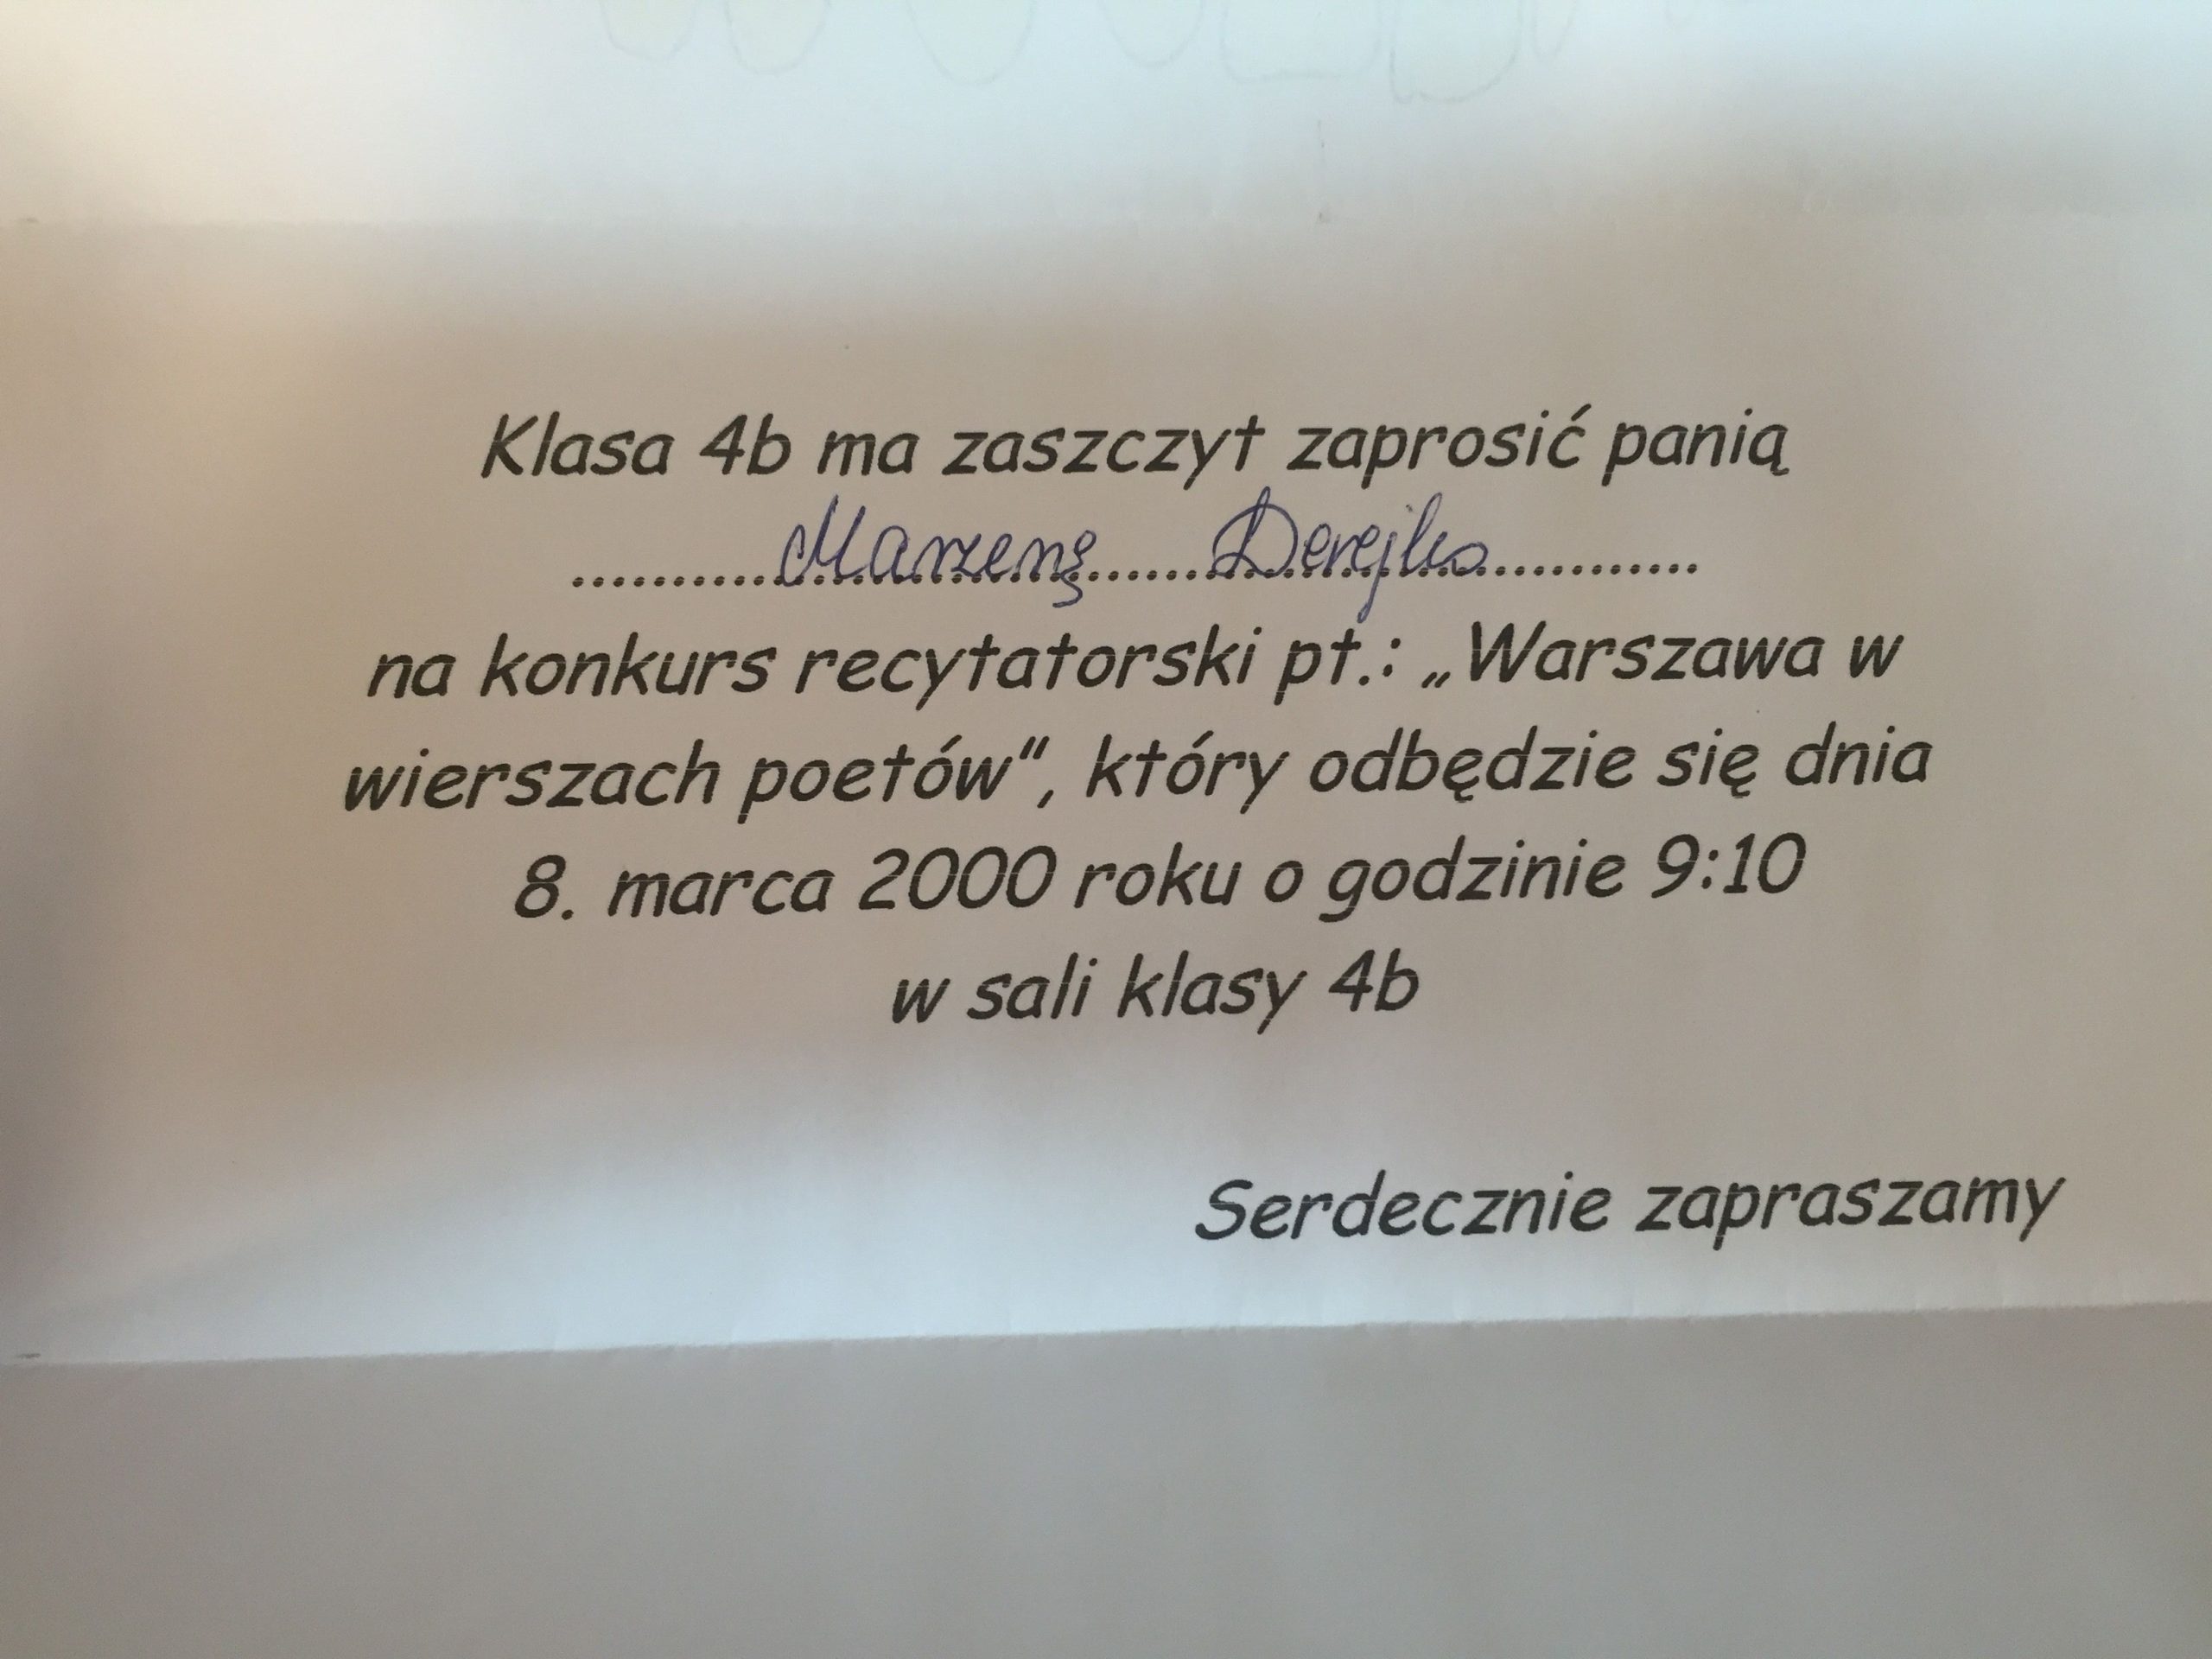 Klasa 4b ma zaszczyt zaprosić panią
..........Marzenę......Derejko............
na konkurs recytatorski pt.: „Warszawa w
wierszach poetów“, który odbędzie się dnia
8. marca 2000 roku o godzinie 9:10
w sali klasy 4b
Serdecznie zapraszamy